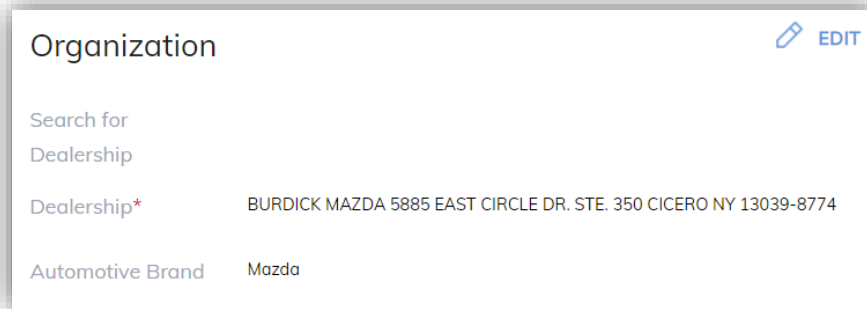 Organization
EDIT
Search for
Dealership
Dealership* BURDICK MAZDA 5885 EAST CIRCLE DR. STE. 350 CICERO NY 13039-8774
Automotive Brand Mazda